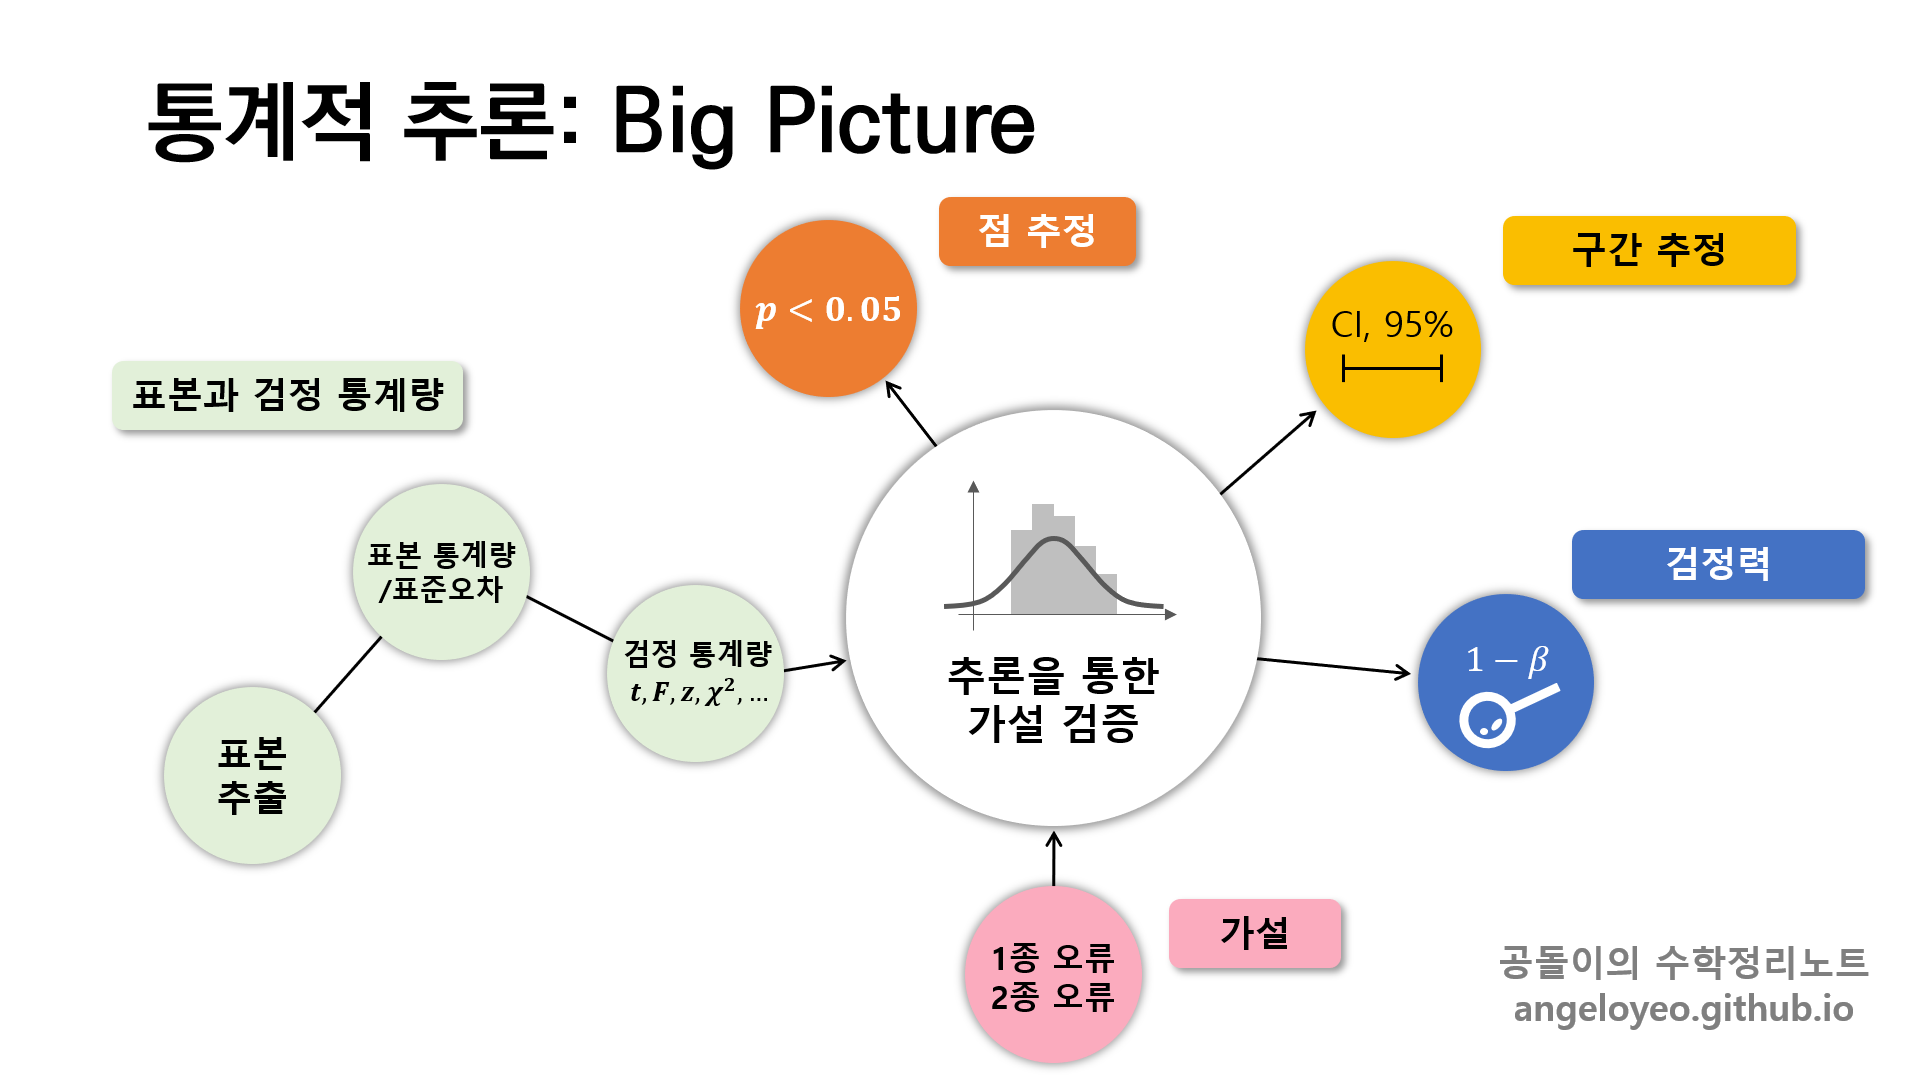 통계적 추론: Big Picture
점 추정
p < 0.05
구간 추정
CI, 95%
표본과 검정 통계량
표본 통계량
/표준오차
검정 통계량
t, F, z, χ², ...
표본
추출
추론을 통한
가설 검증
검정력
1 − β
가설
1종 오류
2종 오류
공돌이의 수학정리노트
angeloyeo.github.io